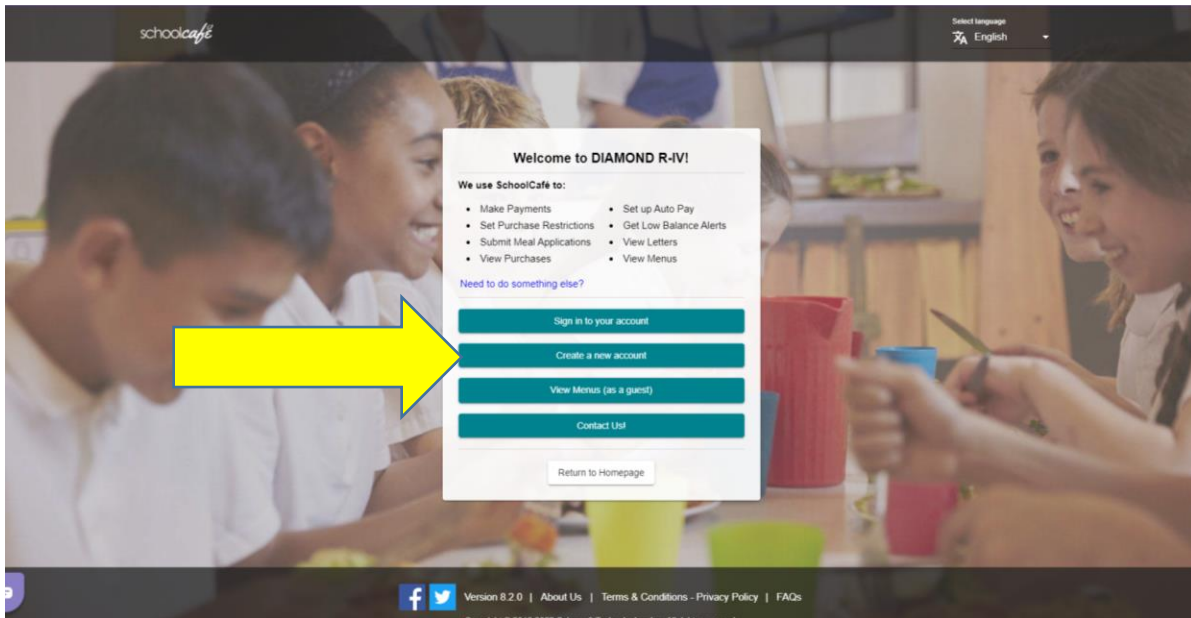 schoolcafé
Select language
English
Welcome to DIAMOND R-IV!
We use SchoolCafé to:
• Make Payments
• Set Purchase Restrictions
• Submit Meal Applications
• View Purchases
• Set up Auto Pay
• Get Low Balance Alerts
• View Letters
• View Menus
Need to do something else?
Sign in to your account
Create a new account
View Menus (as a guest)
Contact Us!
Return to Homepage
Version 8.2.0 | About Us | Terms & Conditions - Privacy Policy | FAQs